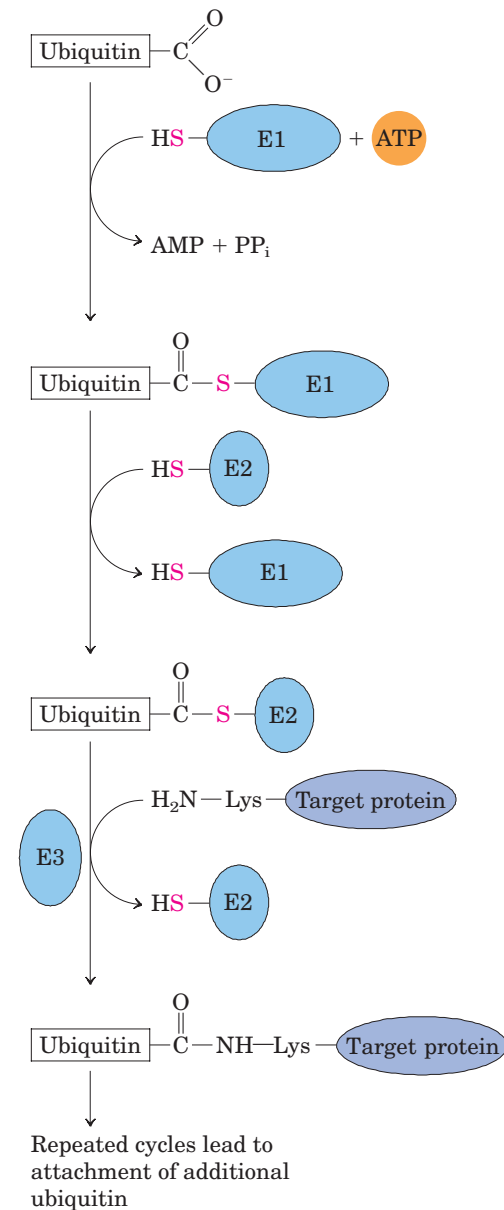 O
Ubiquitin — C
O⁻
HS — E1 + ATP
AMP + PPᵢ
O
Ubiquitin — C — S — E1
HS — E2
HS — E1
O
Ubiquitin — C — S — E2
H₂N — Lys — Target protein
E3
HS — E2
O
Ubiquitin — C — NH — Lys — Target protein
Repeated cycles lead to
attachment of additional
ubiquitin